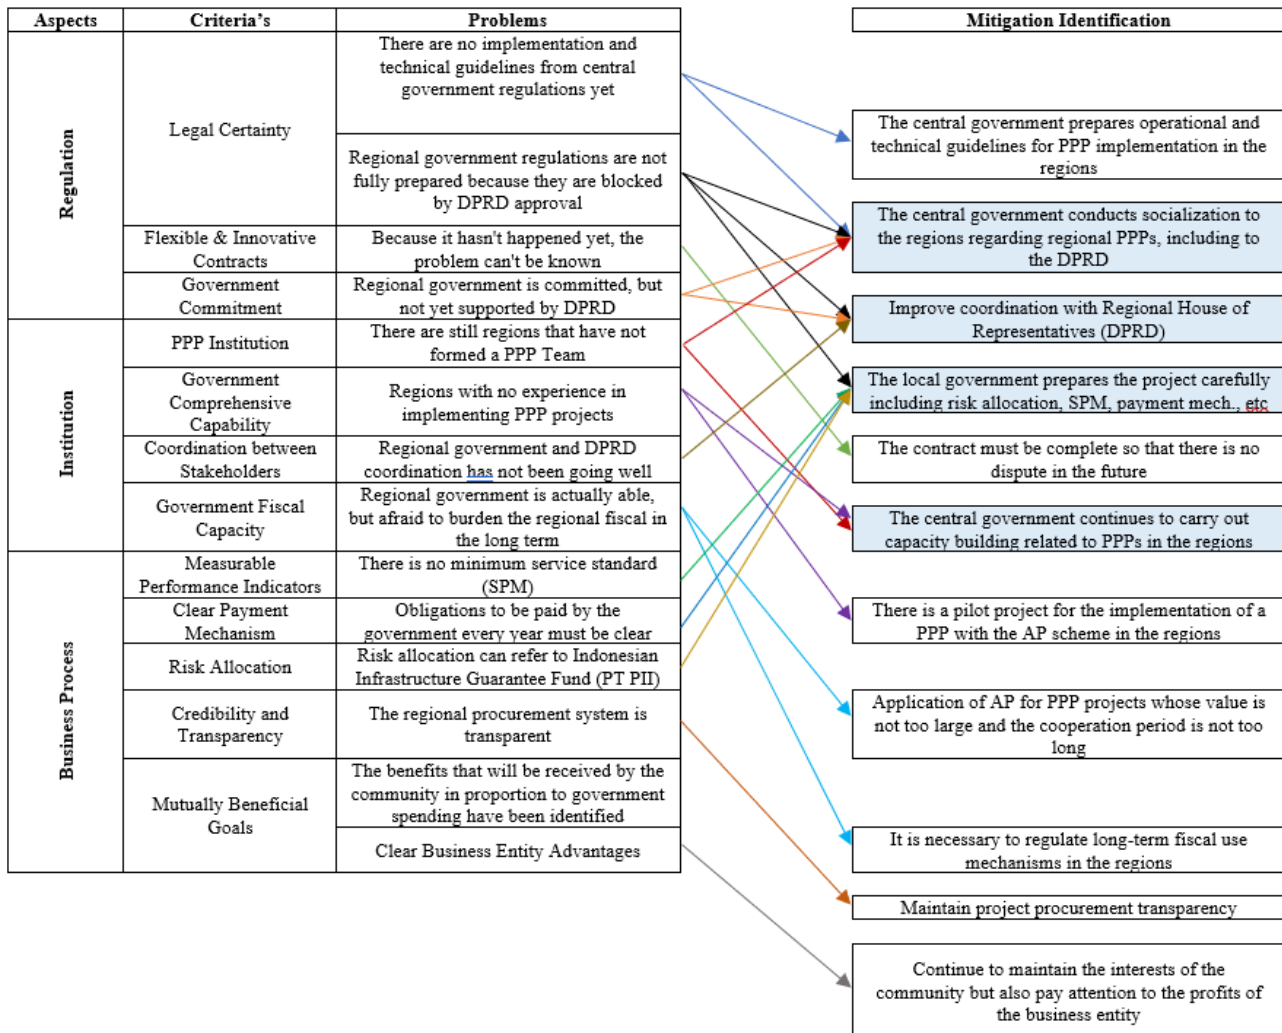 Aspects
Criteria's
Problems
Mitigation Identification
Regulation
Legal Certainty
There are no implementation and
technical guidelines from central
government regulations yet
Regional government regulations are not
fully prepared because they are blocked
by DPRD approval
Flexible & Innovative
Contracts
Because it hasn't happened yet, the
problem can't be known
Government
Commitment
Regional government is committed, but
not yet supported by DPRD
Institution
PPP Institution
There are still regions that have not
formed a PPP Team
Government
Comprehensive
Capability
Regions with no experience in
implementing PPP projects
Coordination between
Stakeholders
Regional government and DPRD
coordination has not been going well
Government Fiscal
Capacity
Regional government is actually able,
but afraid to burden the regional fiscal in
the long term
Business Process
Measurable
Performance Indicators
There is no minimum service standard
(SPM)
Clear Payment
Mechanism
Obligations to be paid by the
government every year must be clear
Risk Allocation
Risk allocation can refer to Indonesian
Infrastructure Guarantee Fund (PT PII)
Credibility and
Transparency
The regional procurement system is
transparent
Mutually Beneficial
Goals
The benefits that will be received by the
community in proportion to government
spending have been identified
Clear Business Entity Advantages
The central government prepares operational and
technical guidelines for PPP implementation in the
regions
The central government conducts socialization to
the regions regarding regional PPPs, including to
the DPRD
Improve coordination with Regional House of
Representatives (DPRD)
The local government prepares the project carefully
including risk allocation, SPM, payment mech., etc
The contract must be complete so that there is no
dispute in the future
The central government continues to carry out
capacity building related to PPPs in the regions
There is a pilot project for the implementation of a
PPP with the AP scheme in the regions
Application of AP for PPP projects whose value is
not too large and the cooperation period is not too
long
It is necessary to regulate long-term fiscal use
mechanisms in the regions
Maintain project procurement transparency
Continue to maintain the interests of the
community but also pay attention to the profits of
the business entity